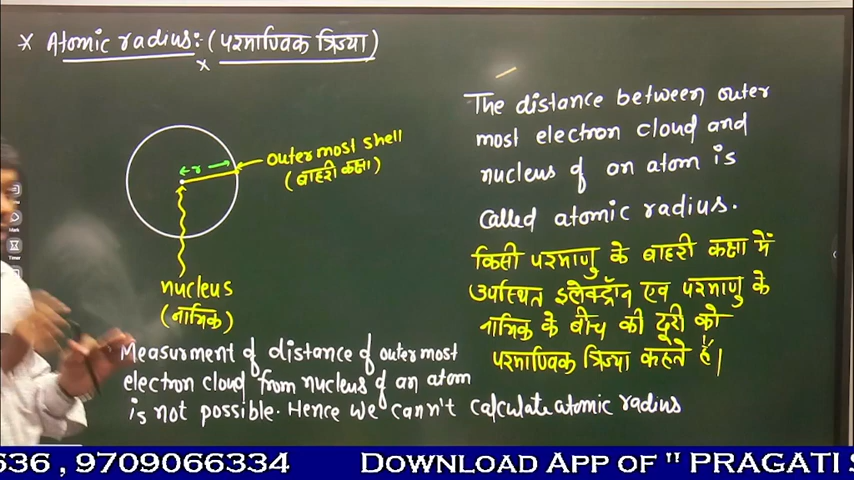 * Atomic radius:- (परमाण्विक त्रिज्या)
x
r
outer most shell
(बाहरी कक्षा)
nucleus
(नाभिक)
The distance between outer
most electron cloud and
nucleus of an atom is
called atomic radius.
किसी परमाणु के बाहरी कक्षा में
उपस्थित इलेक्ट्रॉन एवं परमाणु के
नाभिक के बीच की दूरी को
परमाण्विक त्रिज्या कहते हैं।
Measurment of distance of outer most
electron cloud from nucleus of an atom
is not possible. Hence we cann't calculate atomic radius
636 , 9709066334 DOWNLOAD APP OF " PRAGATI S